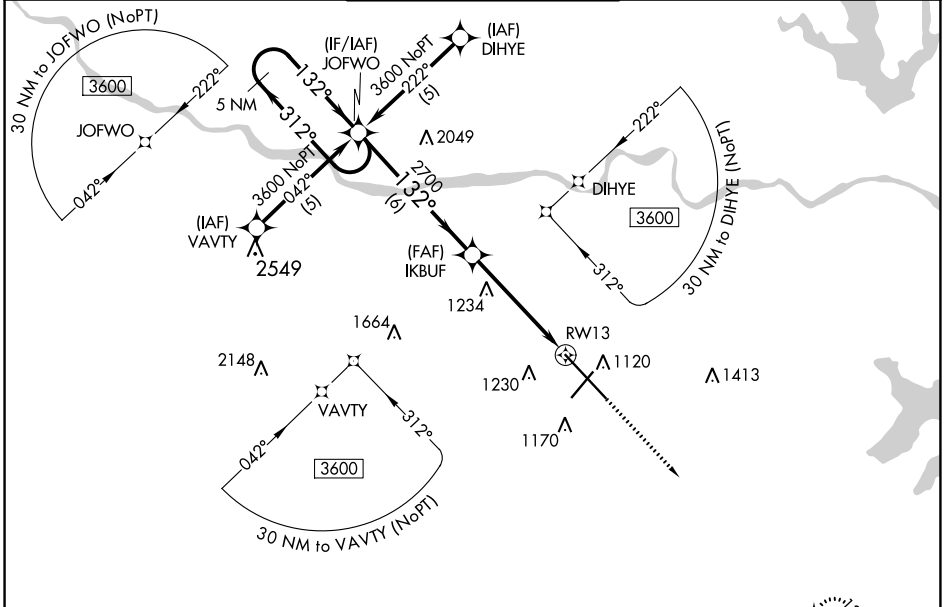 30 NM to JOFWO (NoPT)
3600
222°
JOFWO
042°
(IF/IAF)
JOFWO
(IAF)
DIHYE
3600 NoPT
222°
(5)
132°
5 NM
312°
2049
3600 NoPT
042°
(5)
(IAF)
VAVTY
2549
2700
132°
(6)
(FAF)
IKBUF
222°
DIHYE
3600
312°
30 NM to DIHYE (NoPT)
1234
1664
2148
RW13
1120
1230
1413
1170
VAVTY
042°
312°
3600
30 NM to VAVTY (NoPT)